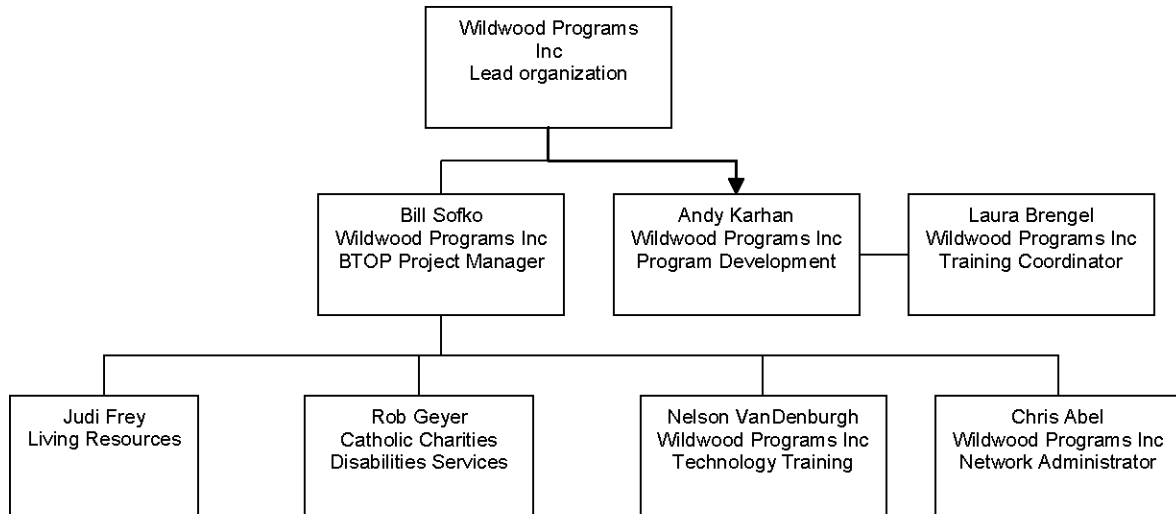 Wildwood Programs
Inc
Lead organization
Bill Sofko
Wildwood Programs Inc
BTOP Project Manager
Andy Karhan
Wildwood Programs Inc
Program Development
Laura Brengel
Wildwood Programs Inc
Training Coordinator
Judi Frey
Living Resources
Rob Geyer
Catholic Charities
Disabilities Services
Nelson VanDenburgh
Wildwood Programs Inc
Technology Training
Chris Abel
Wildwood Programs Inc
Network Administrator